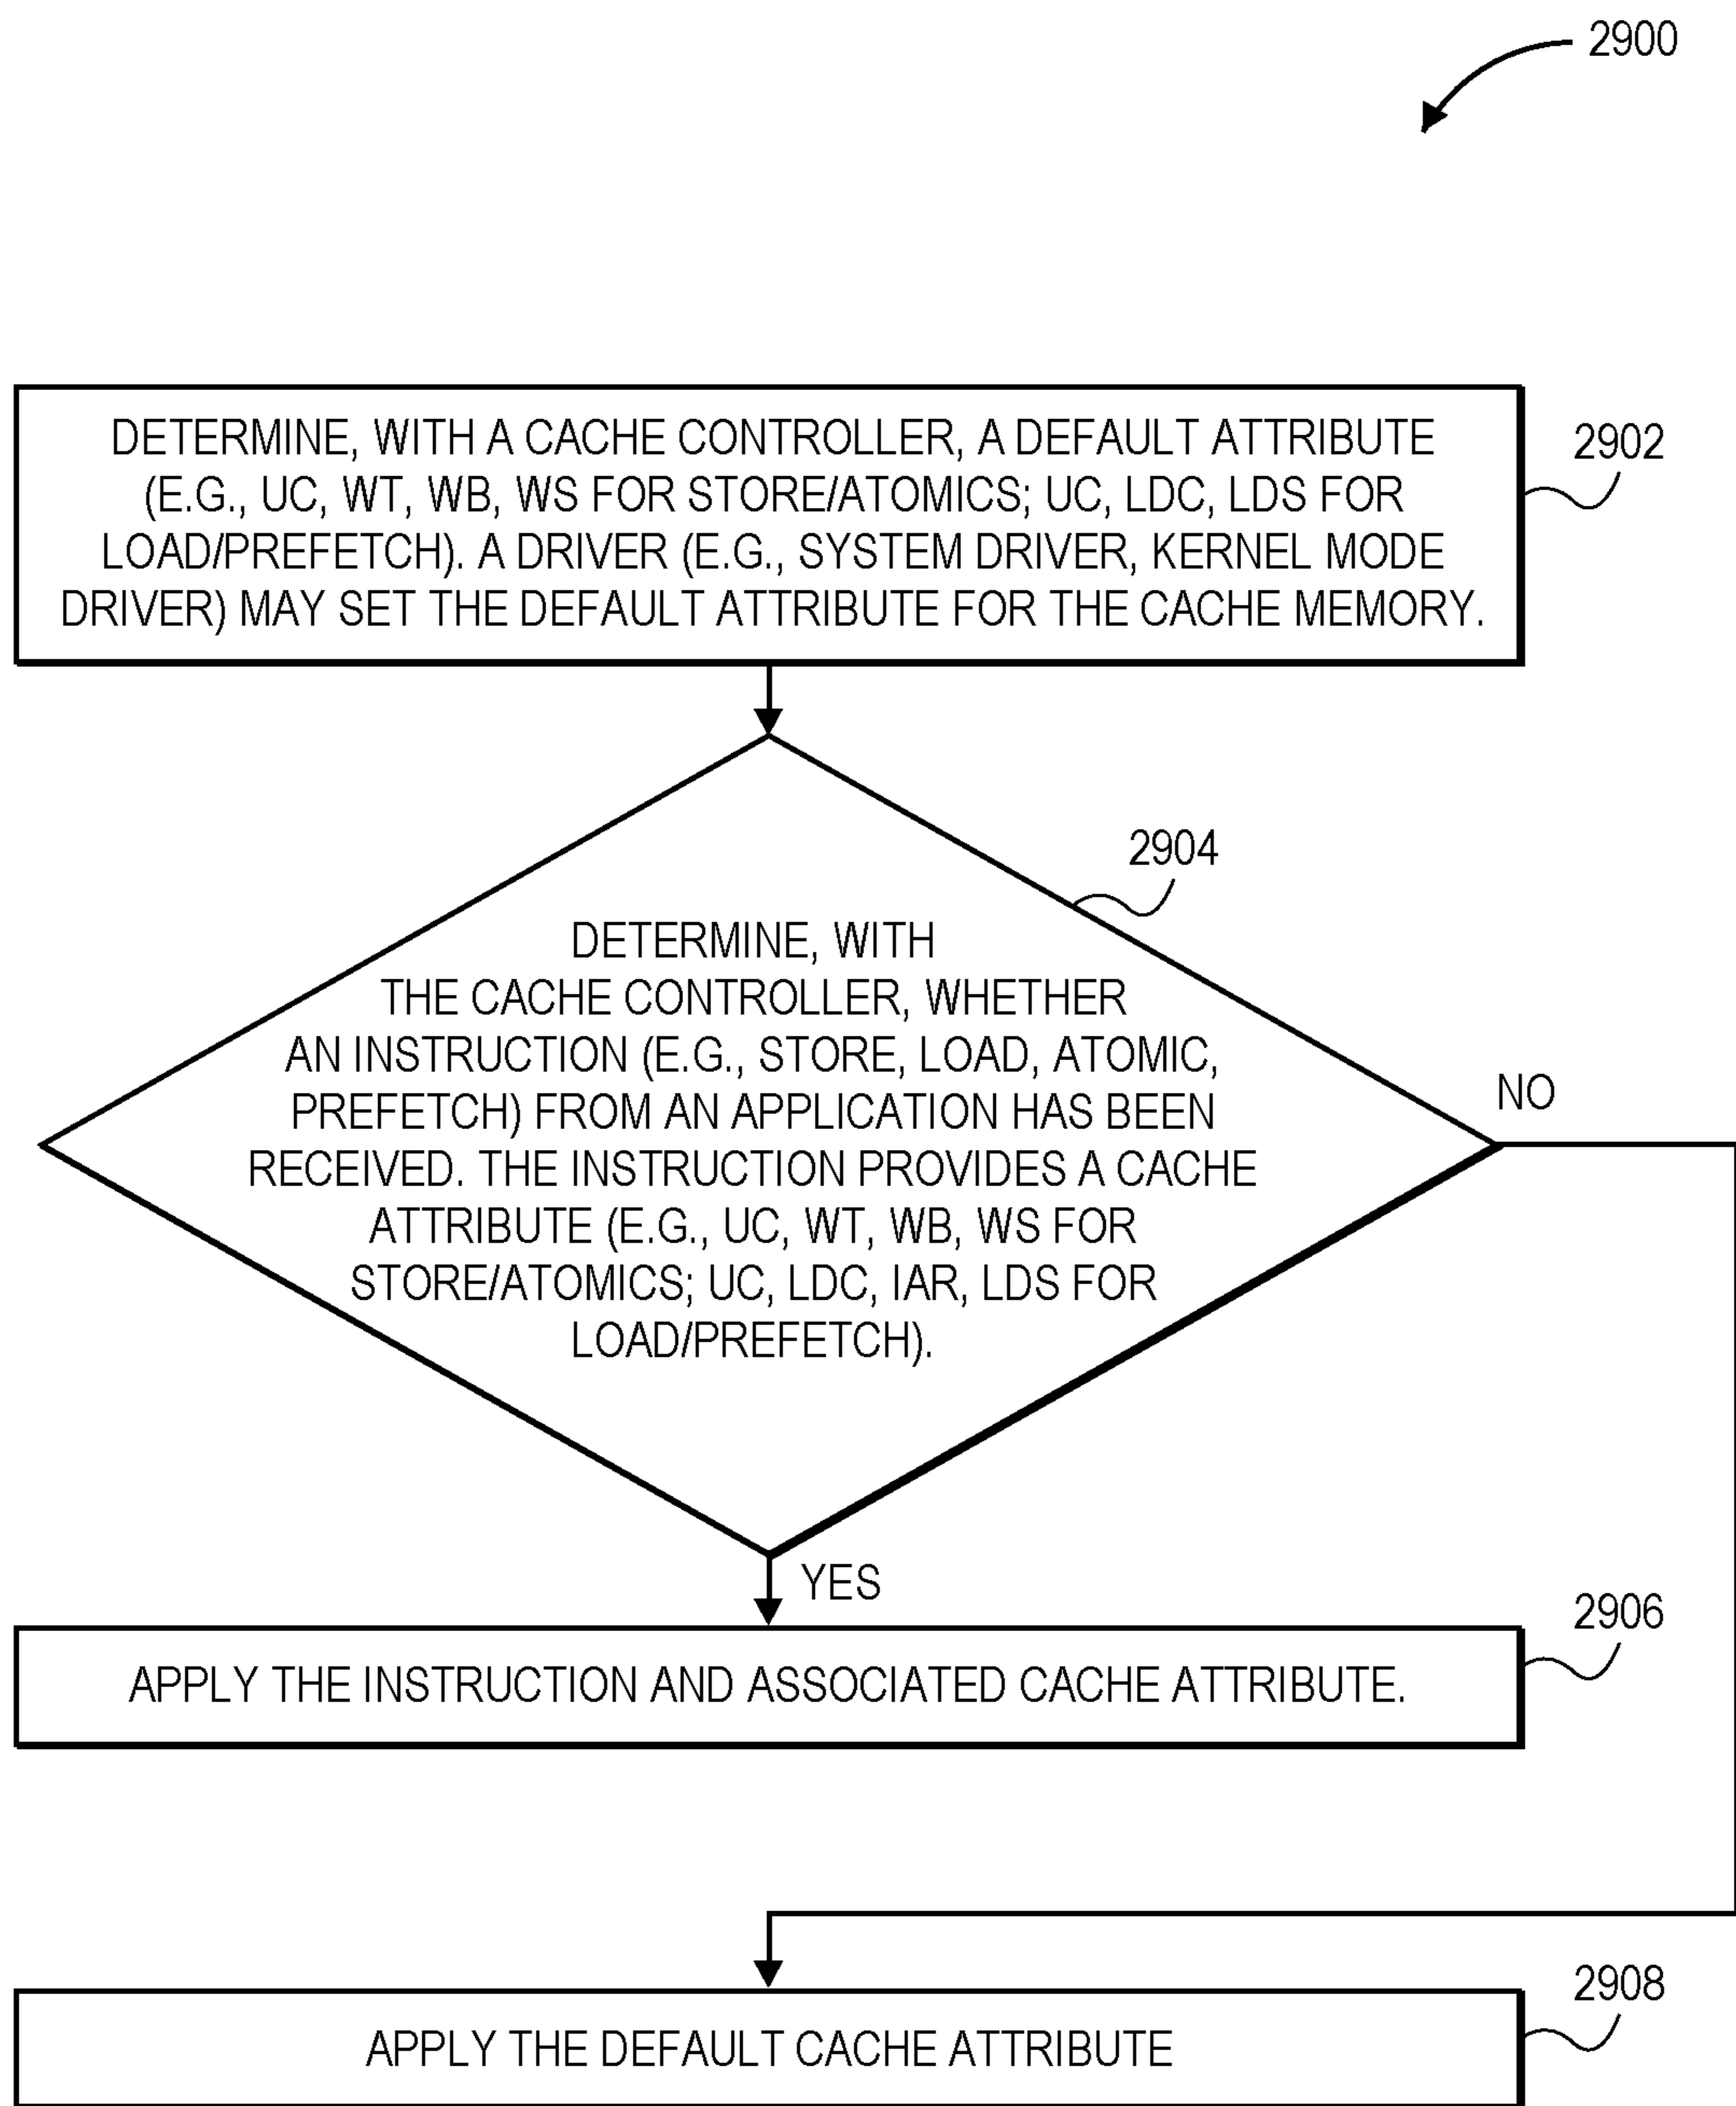 2900
DETERMINE, WITH A CACHE CONTROLLER, A DEFAULT ATTRIBUTE
(E.G., UC, WT, WB, WS FOR STORE/ATOMICS; UC, LDC, LDS FOR
LOAD/PREFETCH). A DRIVER (E.G., SYSTEM DRIVER, KERNEL MODE
DRIVER) MAY SET THE DEFAULT ATTRIBUTE FOR THE CACHE MEMORY.
2902
2904
DETERMINE, WITH
THE CACHE CONTROLLER, WHETHER
AN INSTRUCTION (E.G., STORE, LOAD, ATOMIC,
PREFETCH) FROM AN APPLICATION HAS BEEN
RECEIVED. THE INSTRUCTION PROVIDES A CACHE
ATTRIBUTE (E.G., UC, WT, WB, WS FOR
STORE/ATOMICS; UC, LDC, IAR, LDS FOR
LOAD/PREFETCH).
NO
YES
2906
APPLY THE INSTRUCTION AND ASSOCIATED CACHE ATTRIBUTE.
2908
APPLY THE DEFAULT CACHE ATTRIBUTE